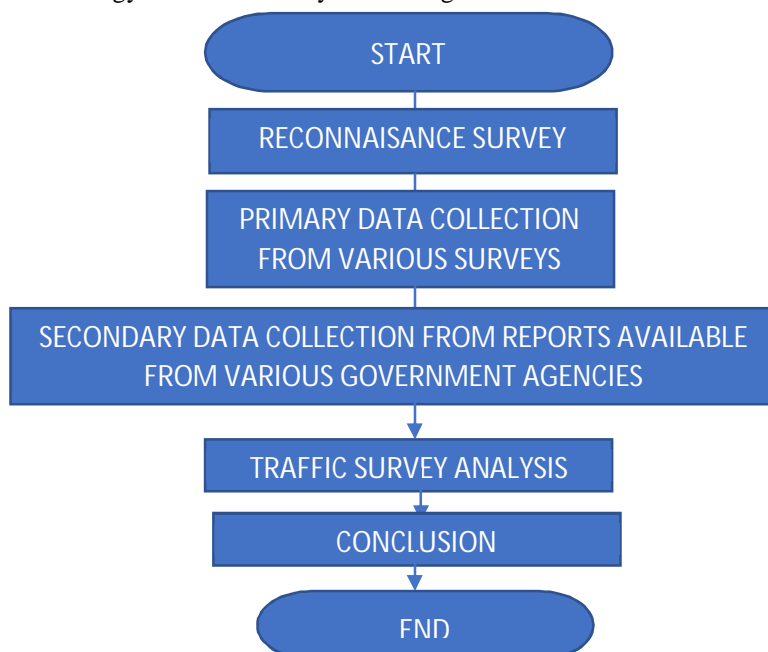 START
RECONNAISANCE SURVEY
PRIMARY DATA COLLECTION
FROM VARIOUS SURVEYS
SECONDARY DATA COLLECTION FROM REPORTS AVAILABLE
FROM VARIOUS GOVERNMENT AGENCIES
TRAFFIC SURVEY ANALYSIS
CONCLUSION
END